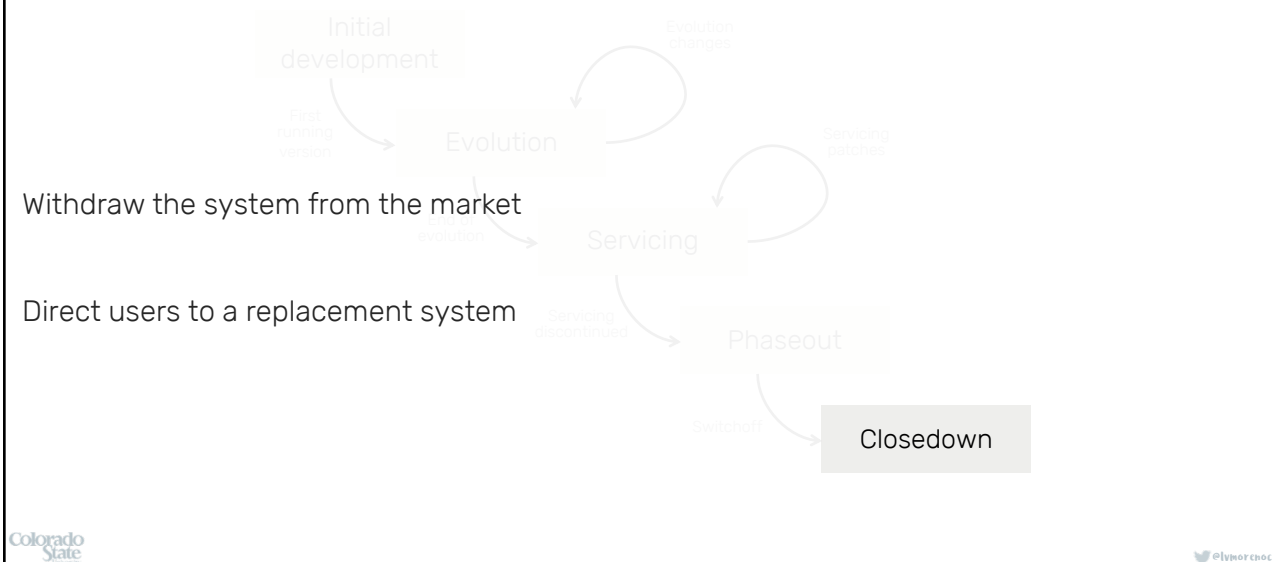 Initial
development
Evolution
changes
First
running
version
Evolution
Servicing
patches
Withdraw the system from the market
evolution
Servicing
Direct users to a replacement system
Servicing
discontinued
Phaseout
Switchoff
Closedown
Colorado
State
@lvmorenoc